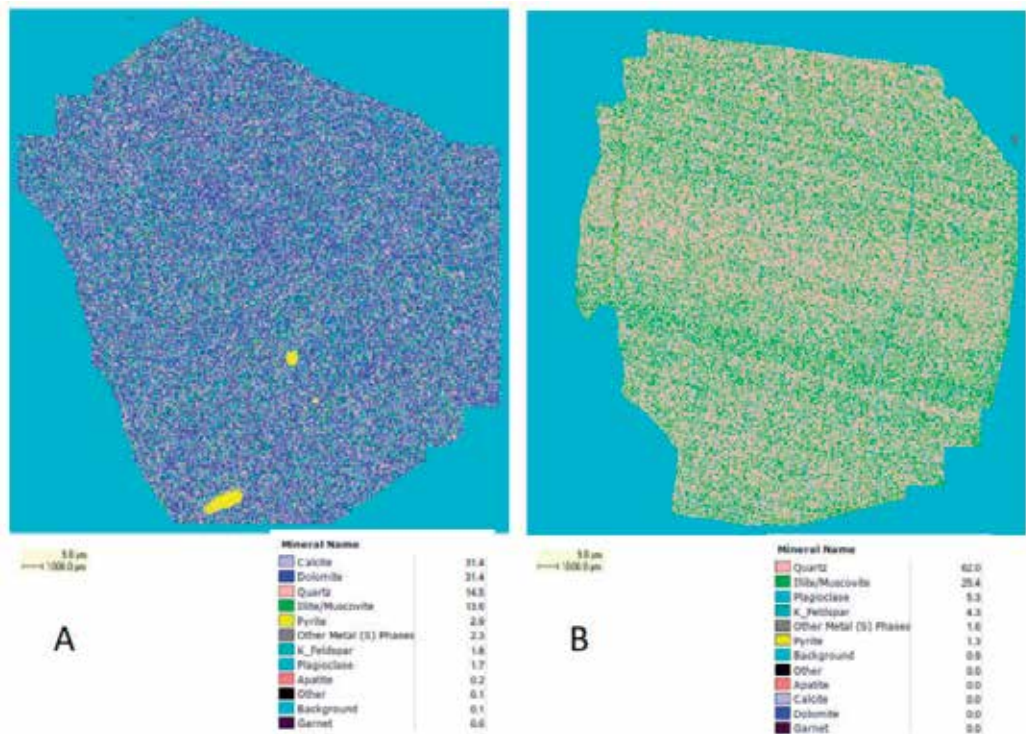 5.0 µm
1000.0 µm
A
Mineral Name
Calcite 31.4
Dolomite 31.4
Quartz 14.5
Illite/Muscovite 13.6
Pyrite 2.9
Other Metal (S) Phases 2.3
K_Feldspar 1.8
Plagioclase 1.7
Apatite 0.2
Other 0.1
Background 0.1
Garnet 0.0
5.0 µm
1000.0 µm
B
Mineral Name
Quartz 62.0
Illite/Muscovite 25.4
Plagioclase 5.3
K_Feldspar 4.3
Other Metal (S) Phases 1.6
Pyrite 1.3
Background
Other 0.0
Apatite 0.0
Calcite 0.0
Dolomite 0.0
Garnet 0.0